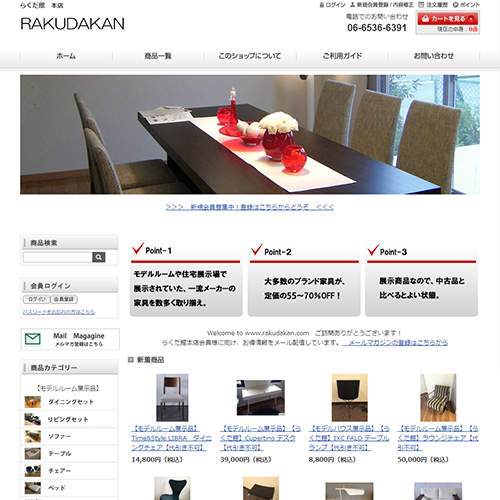 らくだ館　本店
RAKUDAKAN
ログイン 新規会員登録 / 内容修正 注文履歴 ポイント
電話でのお問い合わせ
06-6536-6391
カートを見る
現在の中身：0点
ホーム
商品一覧
このショップについて
ご利用ガイド
お問い合わせ
＞＞＞　新規会員募集中！登録はこちらからどうぞ　＜＜＜
商品検索
会員ログイン
ログイン 会員登録
パスワードをお忘れの方はこちら
Mail Magagine
メルマガ登録はこちら
商品カテゴリー
【モデルルーム展示品】
ダイニングセット
リビングセット
ソファー
テーブル
チェアー
ベッド
Point-1
モデルルームや住宅展示場で
展示されていた、一流メーカーの
家具を数多く取り揃え。
Point-2
大多数のブランド家具が、
定価の55～70％OFF！
Point-3
展示商品なので、中古品と
比べるとよい状態。
Welcome to www.rakudakan.com　ご訪問ありがとうございます！
らくだ館本店会員様に向け、お得情報をメール配信しています。 メールマガジンの登録はこちらから
新着商品
【モデルルーム展示品】Time&Style LIBRA　ダイニングチェア【代引き不可】
14,800円（税込）
【モデルルーム展示】【らくだ館】Cupertino デスク【代引き不可】
39,000円（税込）
【モデルハウス展示】【らくだ館】IXC FALO テーブルランプ【代引不可】
8,800円（税込）
【モデルルーム展示】【らくだ館】ラウンジチェア【代引不可】
50,000円（税込）